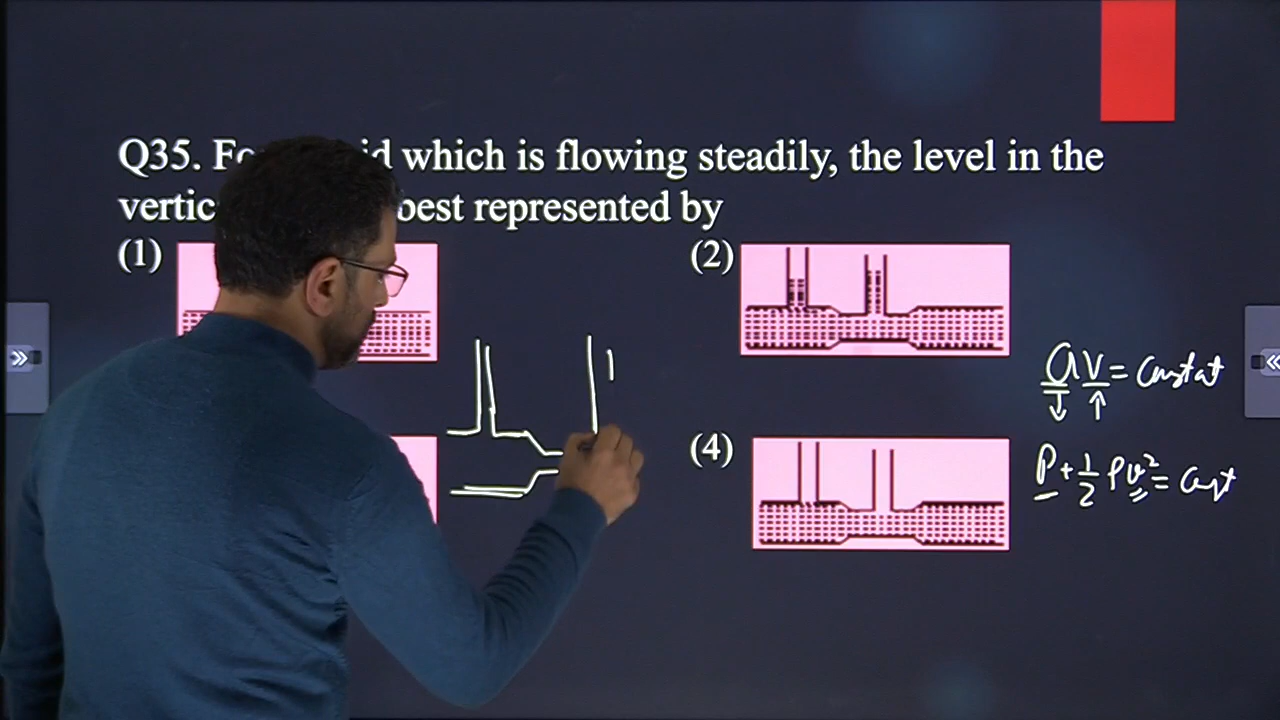 Q35. Fo id which is flowing steadily, the level in the
vertic best represented by
(1)
(2)
av = Constant
(4)
P + 1/2 ρv² = Const